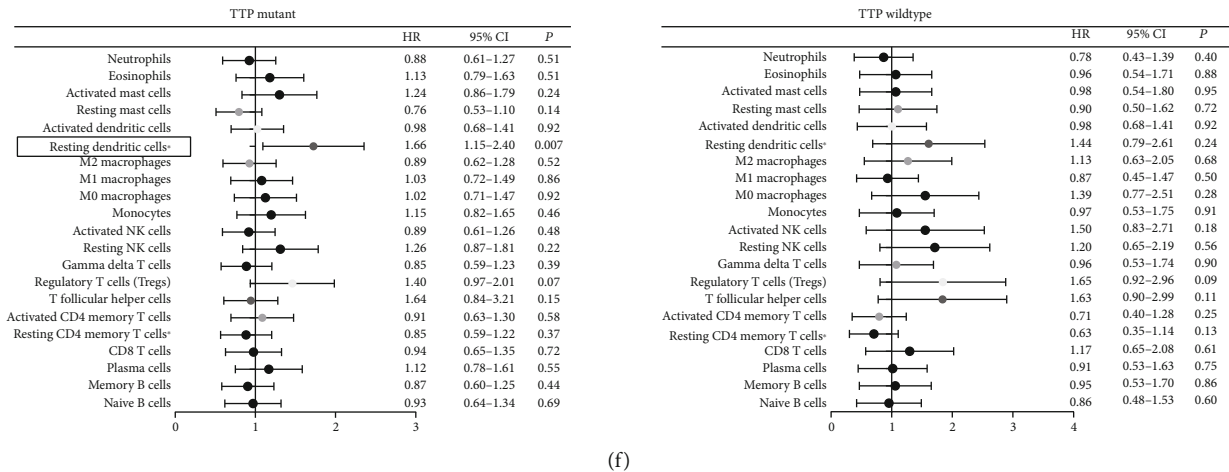 TTP mutant
HR 95% CI P
Neutrophils 0.88 0.61–1.27 0.51
Eosinophils 1.13 0.79–1.63 0.51
Activated mast cells 1.24 0.86–1.79 0.24
Resting mast cells 0.76 0.53–1.10 0.14
Activated dendritic cells 0.98 0.68–1.41 0.92
Resting dendritic cells* 1.66 1.15–2.40 0.007
M2 macrophages 0.89 0.62–1.28 0.52
M1 macrophages 1.03 0.72–1.49 0.86
M0 macrophages 1.02 0.71–1.47 0.92
Monocytes 1.15 0.82–1.65 0.46
Activated NK cells 0.89 0.61–1.26 0.48
Resting NK cells 1.26 0.87–1.81 0.22
Gamma delta T cells 0.85 0.59–1.23 0.39
Regulatory T cells (Tregs) 1.40 0.97–2.01 0.07
T follicular helper cells 1.64 0.84–3.21 0.15
Activated CD4 memory T cells 0.91 0.63–1.30 0.58
Resting CD4 memory T cells* 0.85 0.59–1.22 0.37
CD8 T cells 0.94 0.65–1.35 0.72
Plasma cells 1.12 0.78–1.61 0.55
Memory B cells 0.87 0.60–1.25 0.44
Naive B cells 0.93 0.64–1.34 0.69
0 1 2 3
TTP wildtype
HR 95% CI P
Neutrophils 0.78 0.43–1.39 0.40
Eosinophils 0.96 0.54–1.71 0.88
Activated mast cells 0.98 0.54–1.80 0.95
Resting mast cells 0.90 0.50–1.62 0.72
Activated dendritic cells 0.98 0.68–1.41 0.92
Resting dendritic cells* 1.44 0.79–2.61 0.24
M2 macrophages 1.13 0.63–2.05 0.68
M1 macrophages 0.87 0.45–1.47 0.50
M0 macrophages 1.39 0.77–2.51 0.28
Monocytes 0.97 0.53–1.75 0.91
Activated NK cells 1.50 0.83–2.71 0.18
Resting NK cells 1.20 0.65–2.19 0.56
Gamma delta T cells 0.96 0.53–1.74 0.90
Regulatory T cells (Tregs) 1.65 0.92–2.96 0.09
T follicular helper cells 1.63 0.90–2.99 0.11
Activated CD4 memory T cells 0.71 0.40–1.28 0.25
Resting CD4 memory T cells* 0.63 0.35–1.14 0.13
CD8 T cells 1.17 0.65–2.08 0.61
Plasma cells 0.91 0.53–1.63 0.75
Memory B cells 0.95 0.53–1.70 0.86
Naive B cells 0.86 0.48–1.53 0.60
0 1 2 3 4
(f)